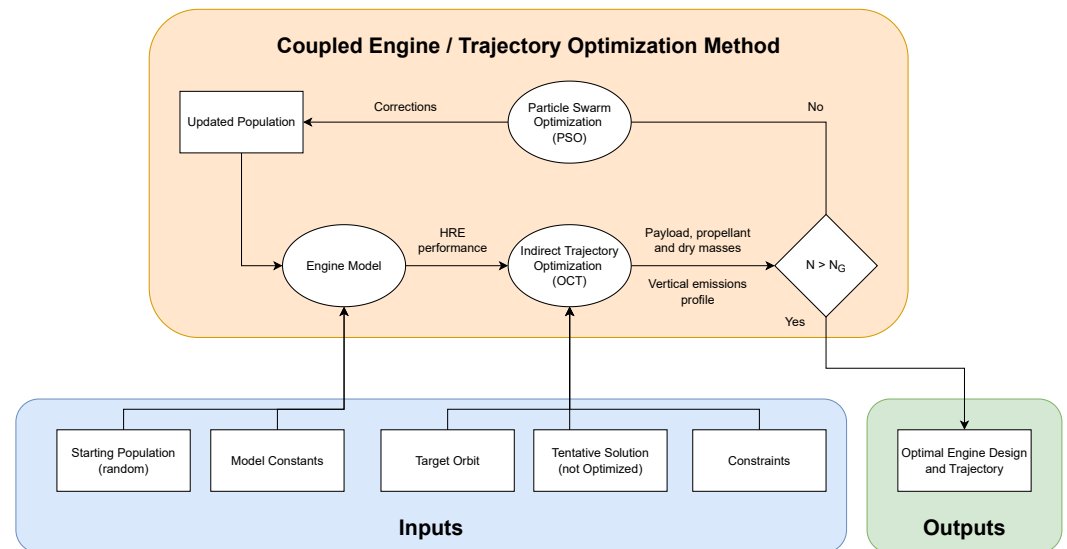 Coupled Engine / Trajectory Optimization Method
Updated Population
Corrections
Particle Swarm
Optimization
(PSO)
No
Engine Model
HRE
performance
Indirect Trajectory
Optimization
(OCT)
Payload, propellant
and dry masses
Vertical emissions
profile
N > N_G
Yes
Starting Population
(random)
Model Constants
Target Orbit
Tentative Solution
(not Optimized)
Constraints
Optimal Engine Design
and Trajectory
Inputs
Outputs